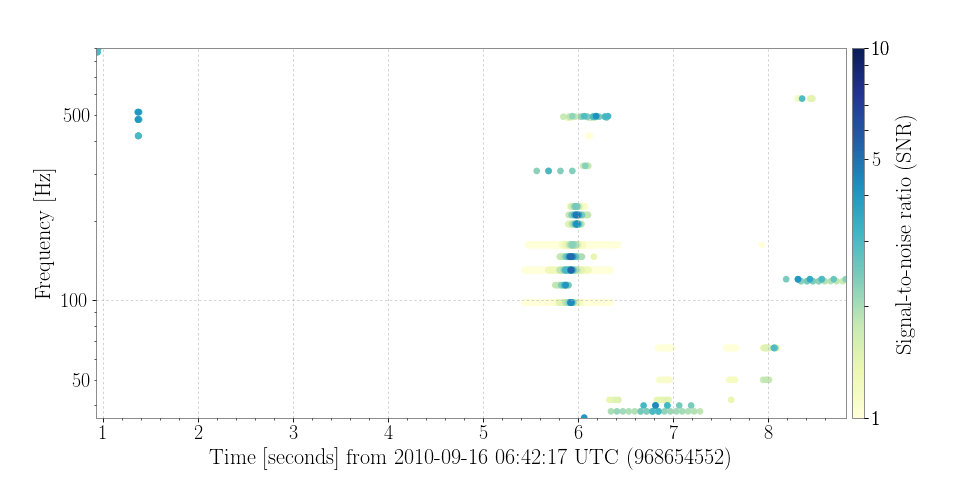 500
100
50
Frequency [Hz]
1 2 3 4 5 6 7 8
Time [seconds] from 2010-09-16 06:42:17 UTC (968654552)
10
5
1
Signal-to-noise ratio (SNR)